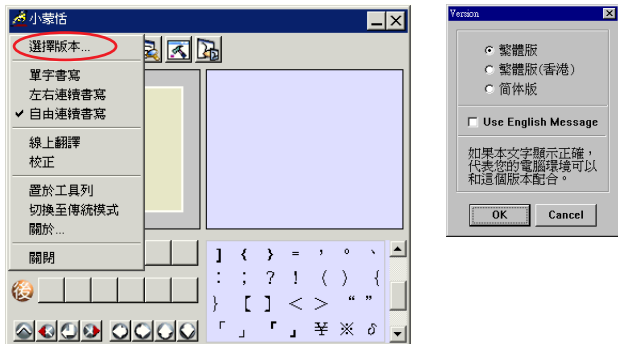 小蒙恬
選擇版本...
單字書寫
左右連續書寫
自由連續書寫
線上翻譯
校正
置於工具列
切換至傳統模式
關於...
關閉
後
] { } = , 。 、
: ; ? ! ( ) {
} 【 】 < > “ ”
「 」 『 』 ¥ ※ δ
Version
繁體版
繁體版(香港)
简体版
Use English Message
如果本文字顯示正確，
代表您的電腦環境可以
和這個版本配合。
OK Cancel